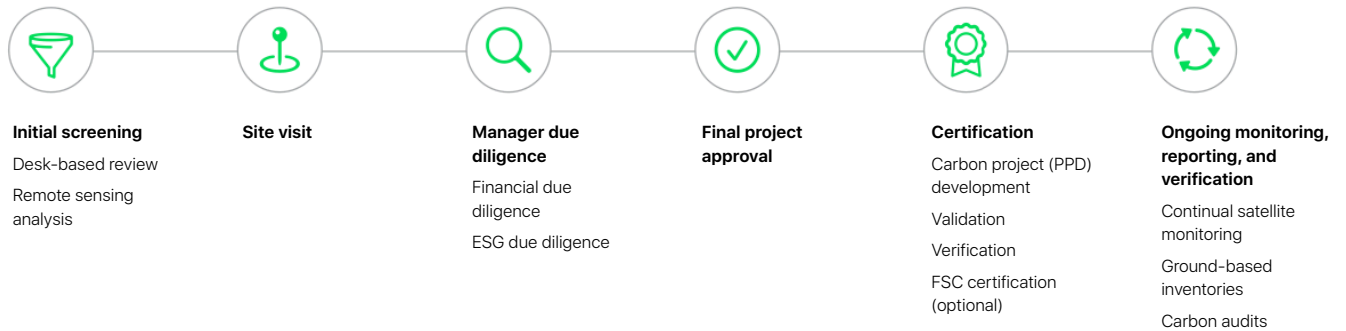 Initial screening
Desk-based review
Remote sensing
analysis
Site visit
Manager due
diligence
Financial due
diligence
ESG due diligence
Final project
approval
Certification
Carbon project (PPD)
development
Validation
Verification
FSC certification
(optional)
Ongoing monitoring,
reporting, and
verification
Continual satellite
monitoring
Ground-based
inventories
Carbon audits